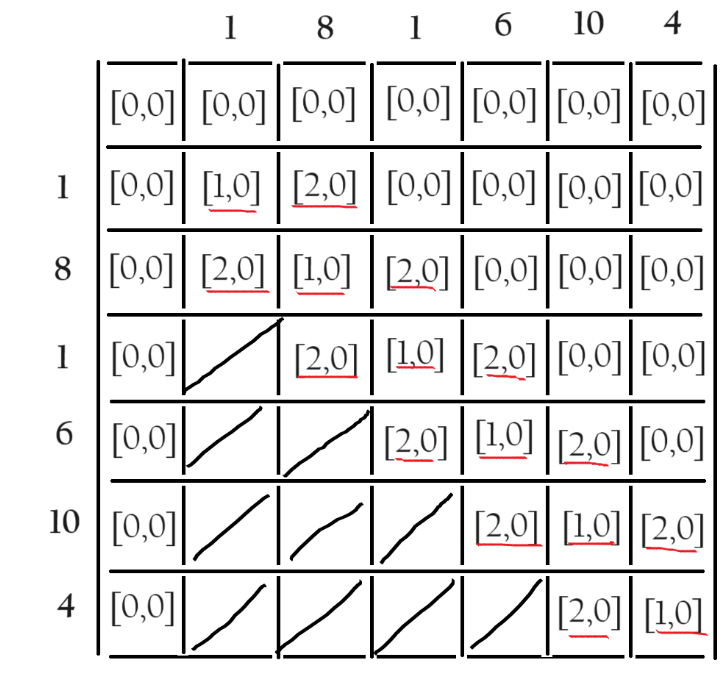 1 8 1 6 10 4
[0,0] [0,0] [0,0] [0,0] [0,0] [0,0] [0,0]
1 [0,0] [1,0] [2,0] [0,0] [0,0] [0,0] [0,0]
8 [0,0] [2,0] [1,0] [2,0] [0,0] [0,0] [0,0]
1 [0,0] [2,0] [1,0] [2,0] [0,0] [0,0]
6 [0,0] [2,0] [1,0] [2,0] [0,0]
10 [0,0] [2,0] [1,0] [2,0]
4 [0,0] [2,0] [1,0]